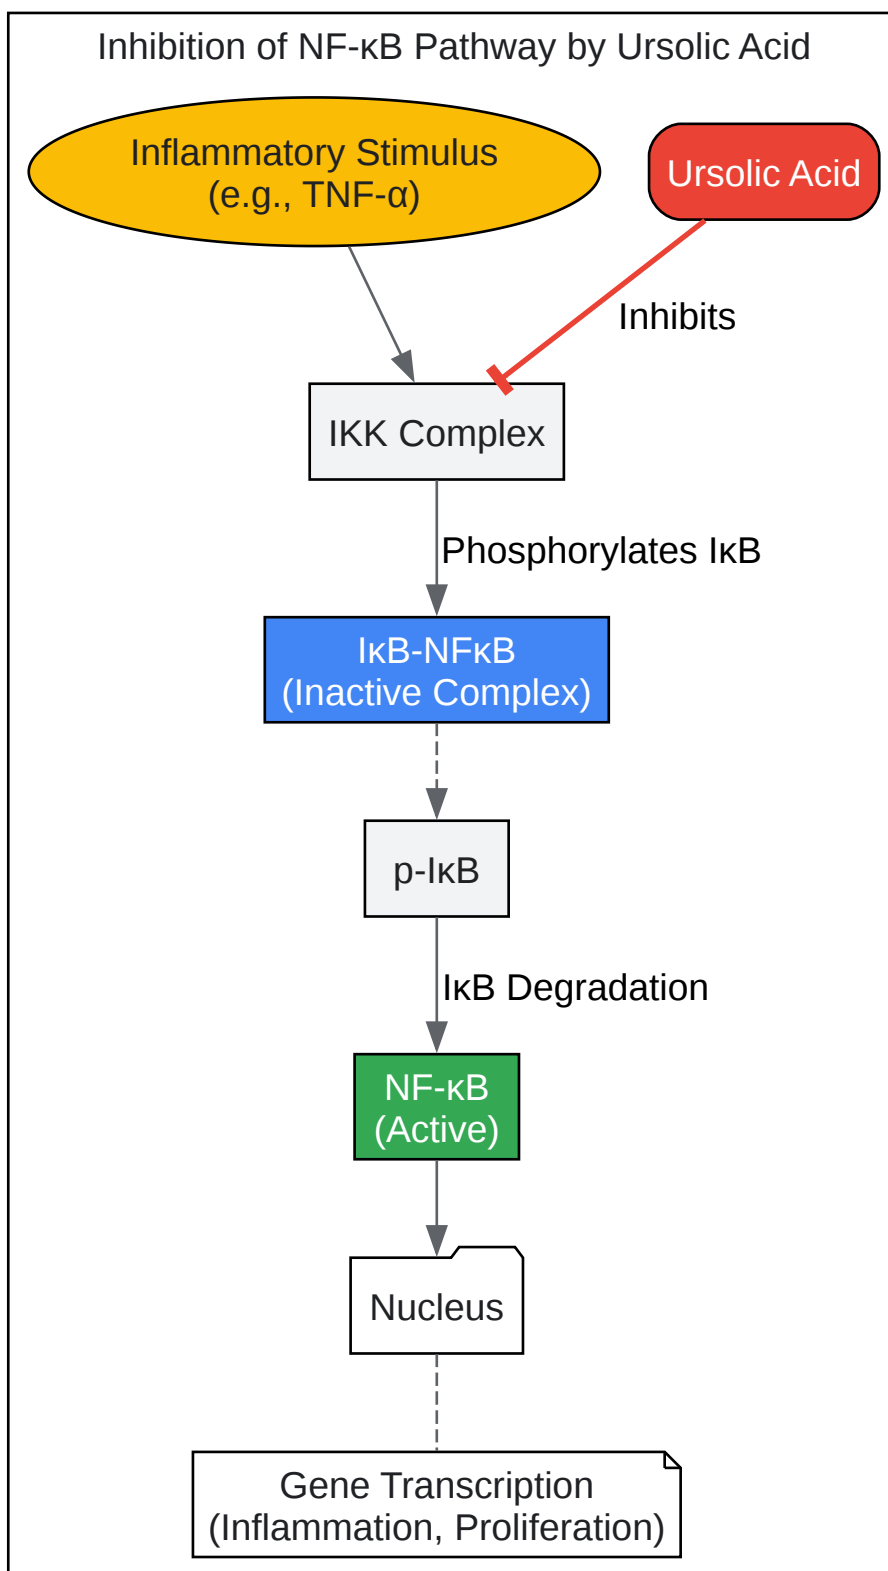 Inhibition of NF-κB Pathway by Ursolic Acid
Inflammatory Stimulus
(e.g., TNF-α)
Ursolic Acid
Inhibits
IKK Complex
Phosphorylates IκB
IκB-NFκB
(Inactive Complex)
p-IκB
IκB Degradation
NF-κB
(Active)
Nucleus
Gene Transcription
(Inflammation, Proliferation)